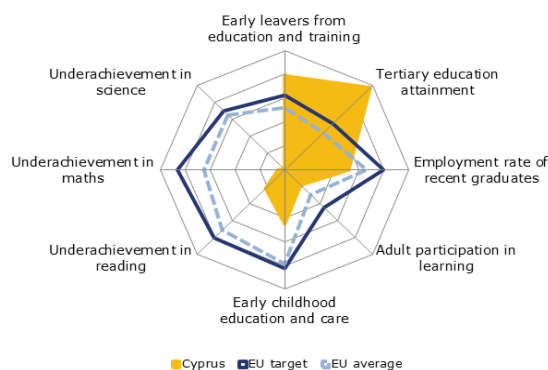 Early leavers from
education and training
Tertiary education
attainment
Employment rate of
recent graduates
Adult participation in
learning
Early childhood
education and care
Underachievement in
reading
Underachievement in
maths
Underachievement in
science
Cyprus
EU target
EU average